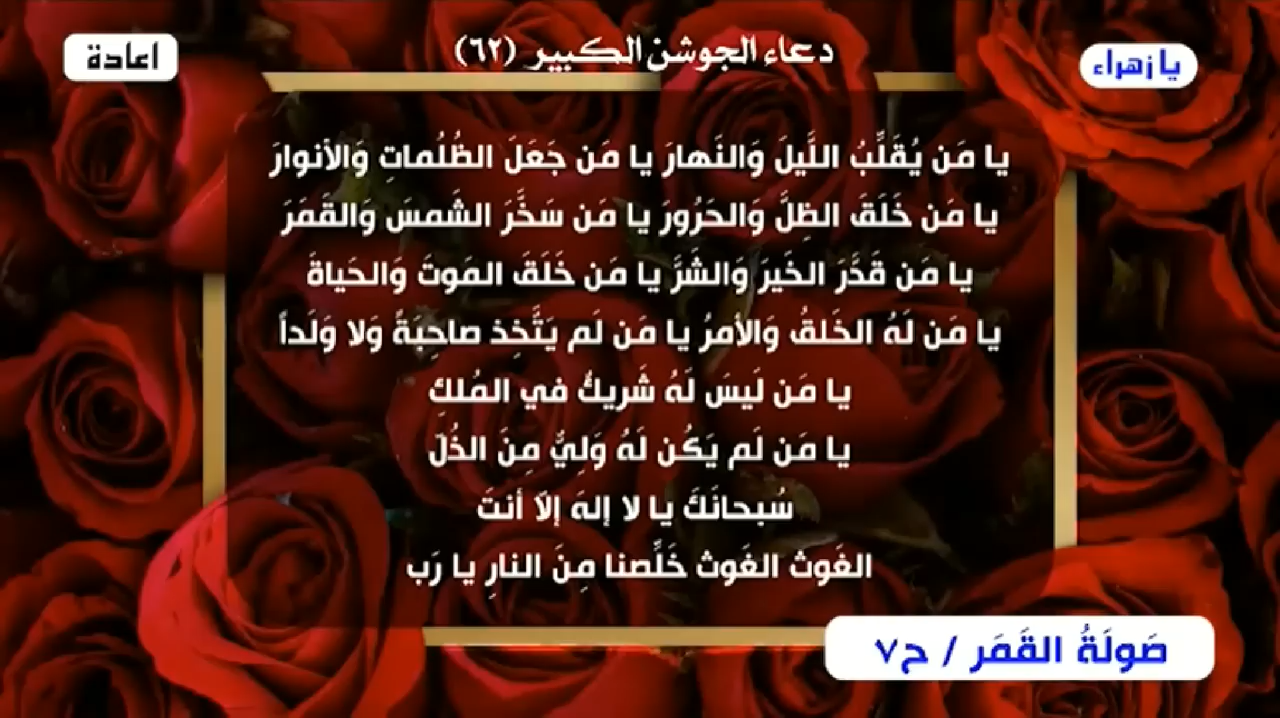 دعاء الجوشن الكبير (٦٢)
يا زهراء
اعادة
يا مَن يُقَلِّبُ اللَّيلَ وَالنَّهارَ يا مَن جَعَلَ الظُلُماتِ وَالأنوارَ
يا مَن خَلَقَ الظِلَّ وَالحَرُورَ يا مَن سَخَّرَ الشَمسَ وَالقَمَرَ
يا مَن قَدَّرَ الخَيرَ وَالشَرَّ يا مَن خَلَقَ المَوتَ وَالحَياةَ
يا مَن لَهُ الخَلقُ وَالأمرُ يا مَن لَم يَتَّخِذ صاحِبَةً وَلا وَلَداً
يا مَن لَيسَ لَهُ شَريكٌ في المُلكِ
يا مَن لَم يَكُن لَهُ وَلِيٌّ مِنَ الذُلّ
سُبحانَكَ يا لا إلهَ إلاّ أنتَ
الغَوث الغَوث خَلِّصنا مِنَ النارِ يا رَب
صَولَةُ القَمَر / ح٧